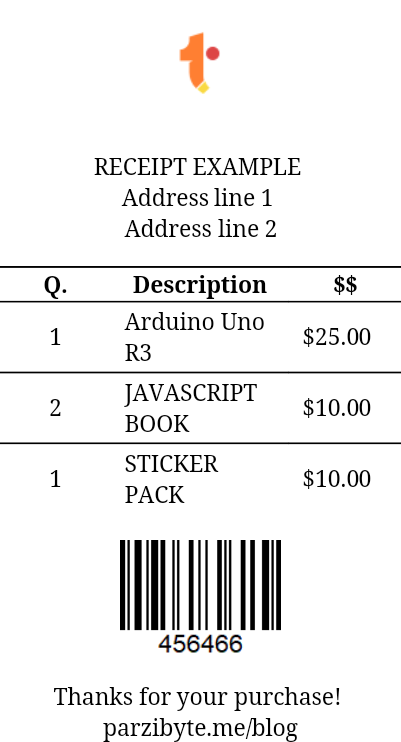 RECEIPT EXAMPLE
Address line 1
Address line 2
Q. Description $$
1 Arduino Uno R3 $25.00
2 JAVASCRIPT BOOK $10.00
1 STICKER PACK $10.00
456466
Thanks for your purchase!
parzibyte.me/blog